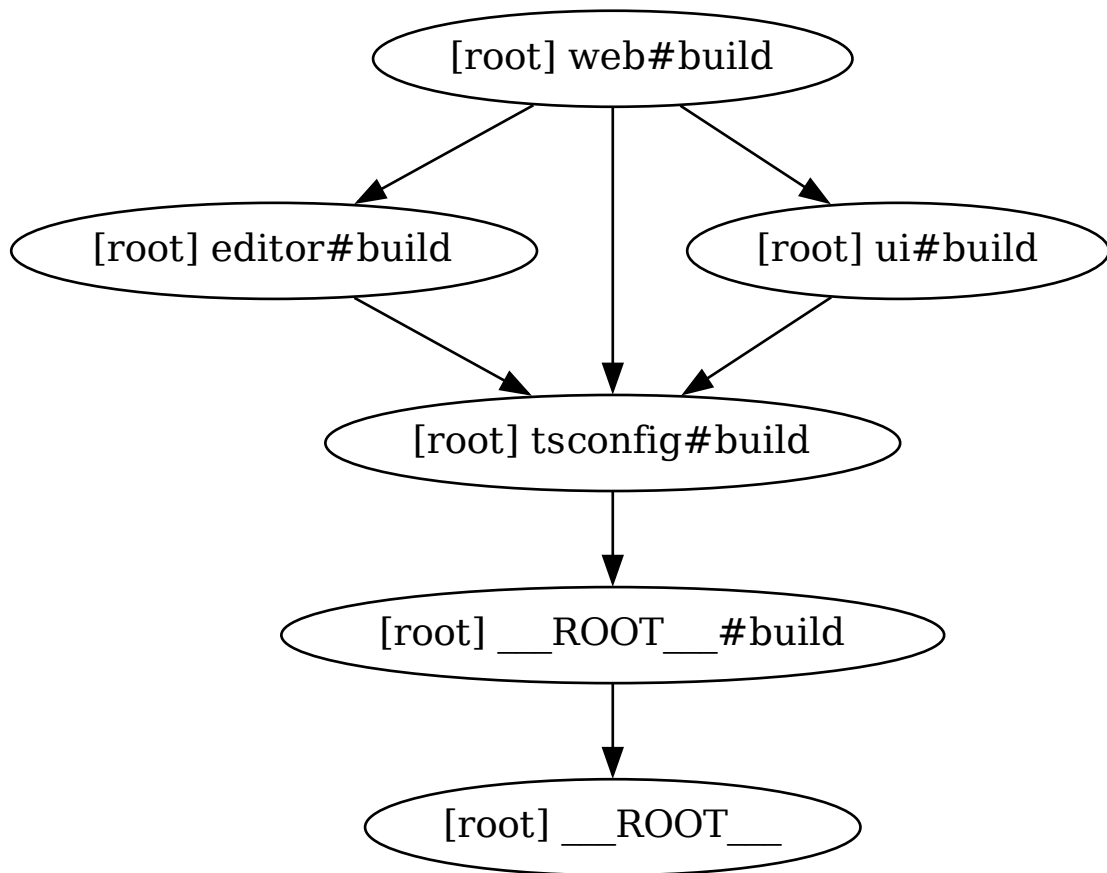 [root] web#build
[root] editor#build
[root] ui#build
[root] tsconfig#build
[root] ___ROOT___#build
[root] ___ROOT___